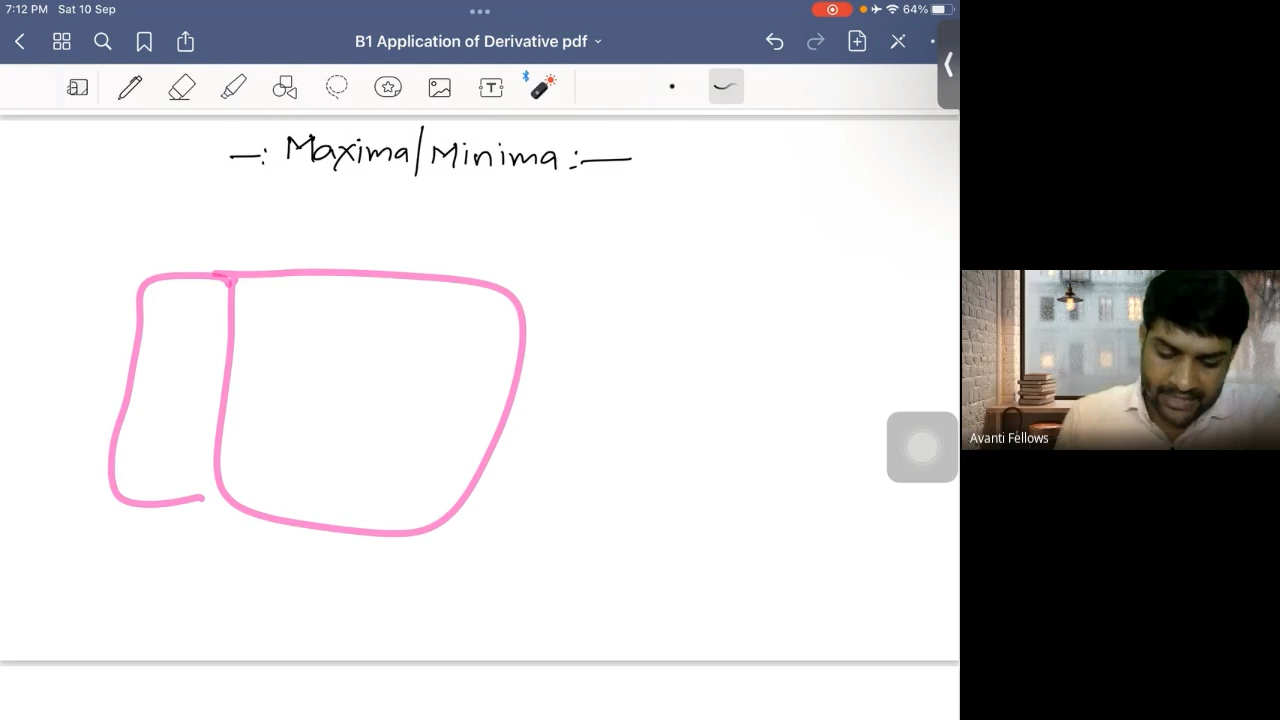 7:12 PM Sat 10 Sep
64%
B1 Application of Derivative pdf
T
—: Maxima/Minima :—
Avanti Fellows